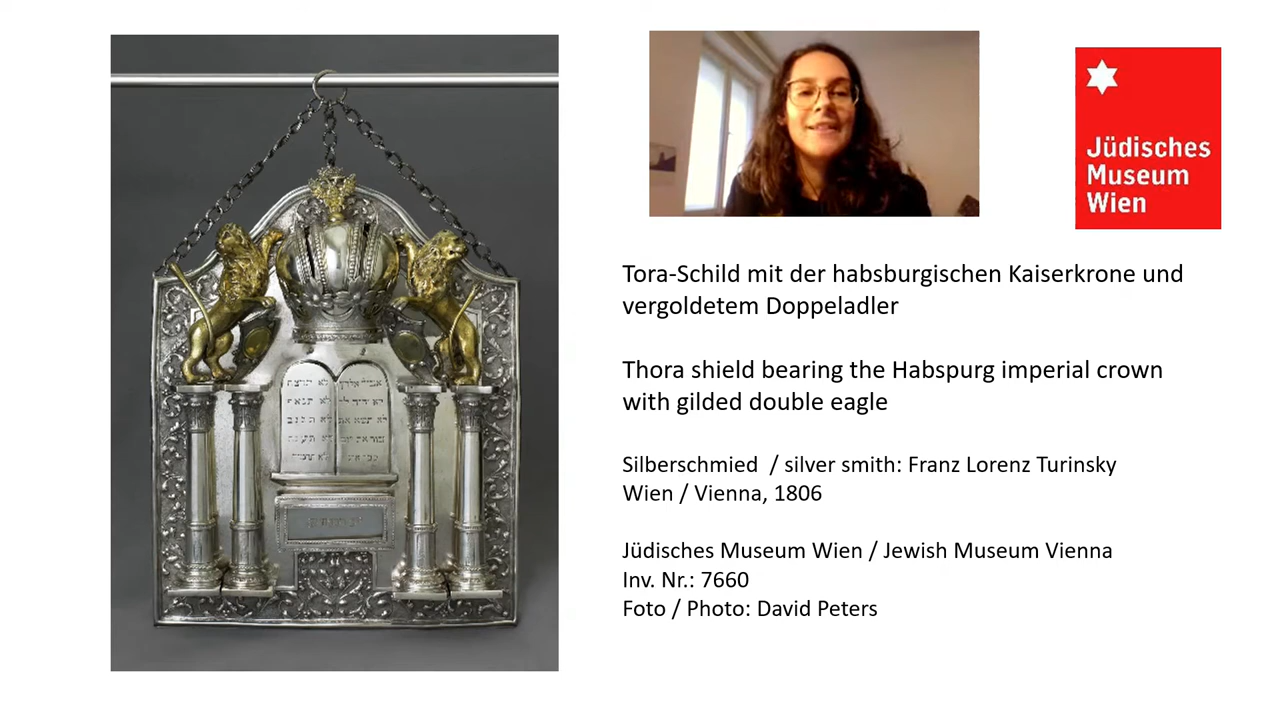 Jüdisches
Museum
Wien
Tora-Schild mit der habsburgischen Kaiserkrone und
vergoldetem Doppeladler
Thora shield bearing the Habspurg imperial crown
with gilded double eagle
Silberschmied / silver smith: Franz Lorenz Turinsky
Wien / Vienna, 1806
Jüdisches Museum Wien / Jewish Museum Vienna
Inv. Nr.: 7660
Foto / Photo: David Peters